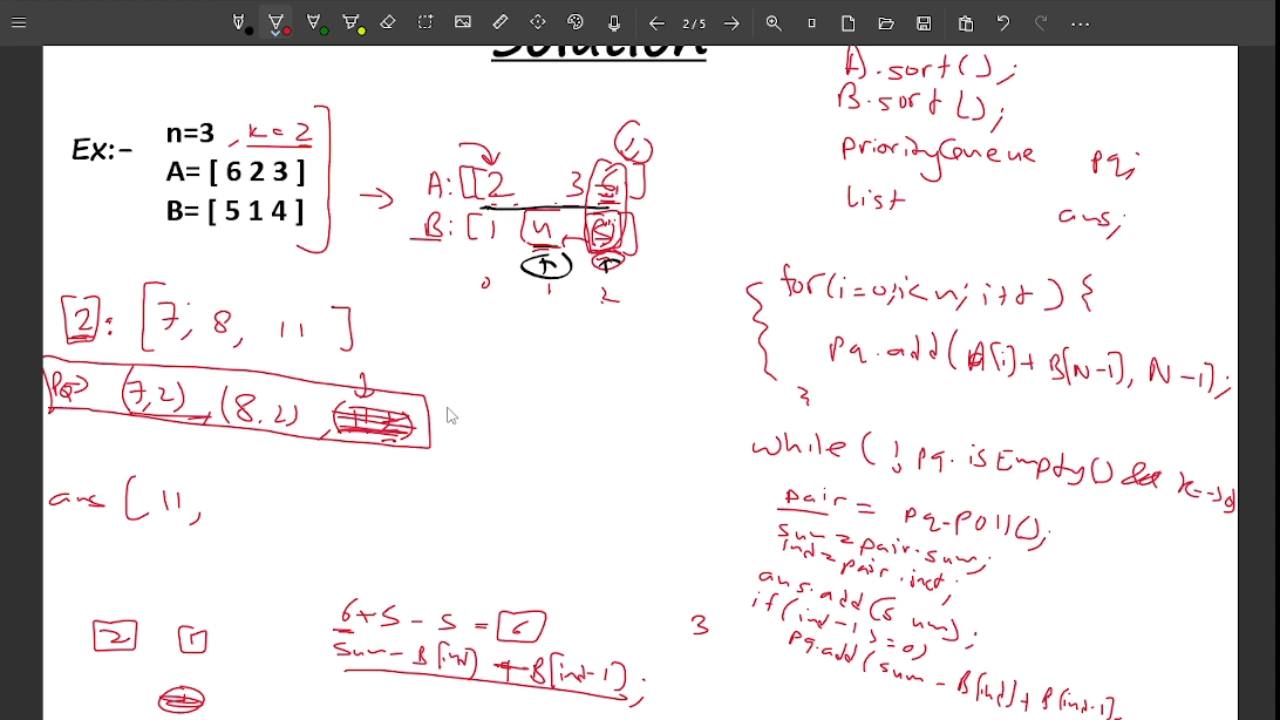 2/5
Solution
Ex:-
n=3 , k = 2
A= [ 6 2 3 ]
B= [ 5 1 4 ]
A: [ 2 3 6 ]
B: [ 1 4 5 ]
0 1 2
2 : [ 7, 8, 11 ]
PQ-> (7,2) (8,2) ,
ans [ 11,
2 1
6+5-5 = 6
sum - B[ind] + B[ind-1];
3
A.sort();
B.sort();
priorityQueue pq;
list ans;
for(i=0;i<n; i++) {
pq.add(A[i]+B[N-1], N-1);
}
while ( ! pq. isEmpty() && k-->0
pair = pq.poll();
sum = pair.sum;
ind = pair.ind;
ans.add(sum);
if(ind-1 >=0)
pq.add(sum - B[ind]+B[ind-1],